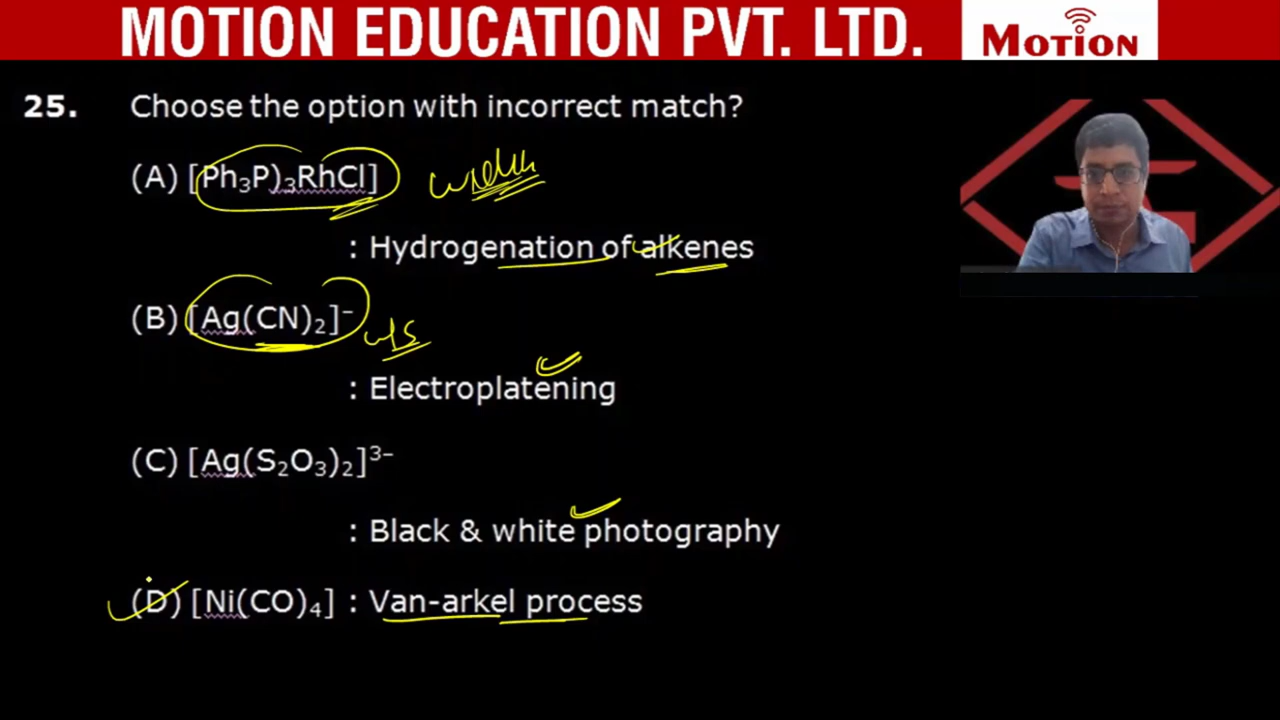 MOTION EDUCATION PVT. LTD.
MOTION
25. Choose the option with incorrect match?
(A) [Ph₃P)₃RhCl]
: Hydrogenation of alkenes
(B) [Ag(CN)₂]⁻
: Electroplatening
(C) [Ag(S₂O₃)₂]³⁻
: Black & white photography
(D) [Ni(CO)₄] : Van-arkel process